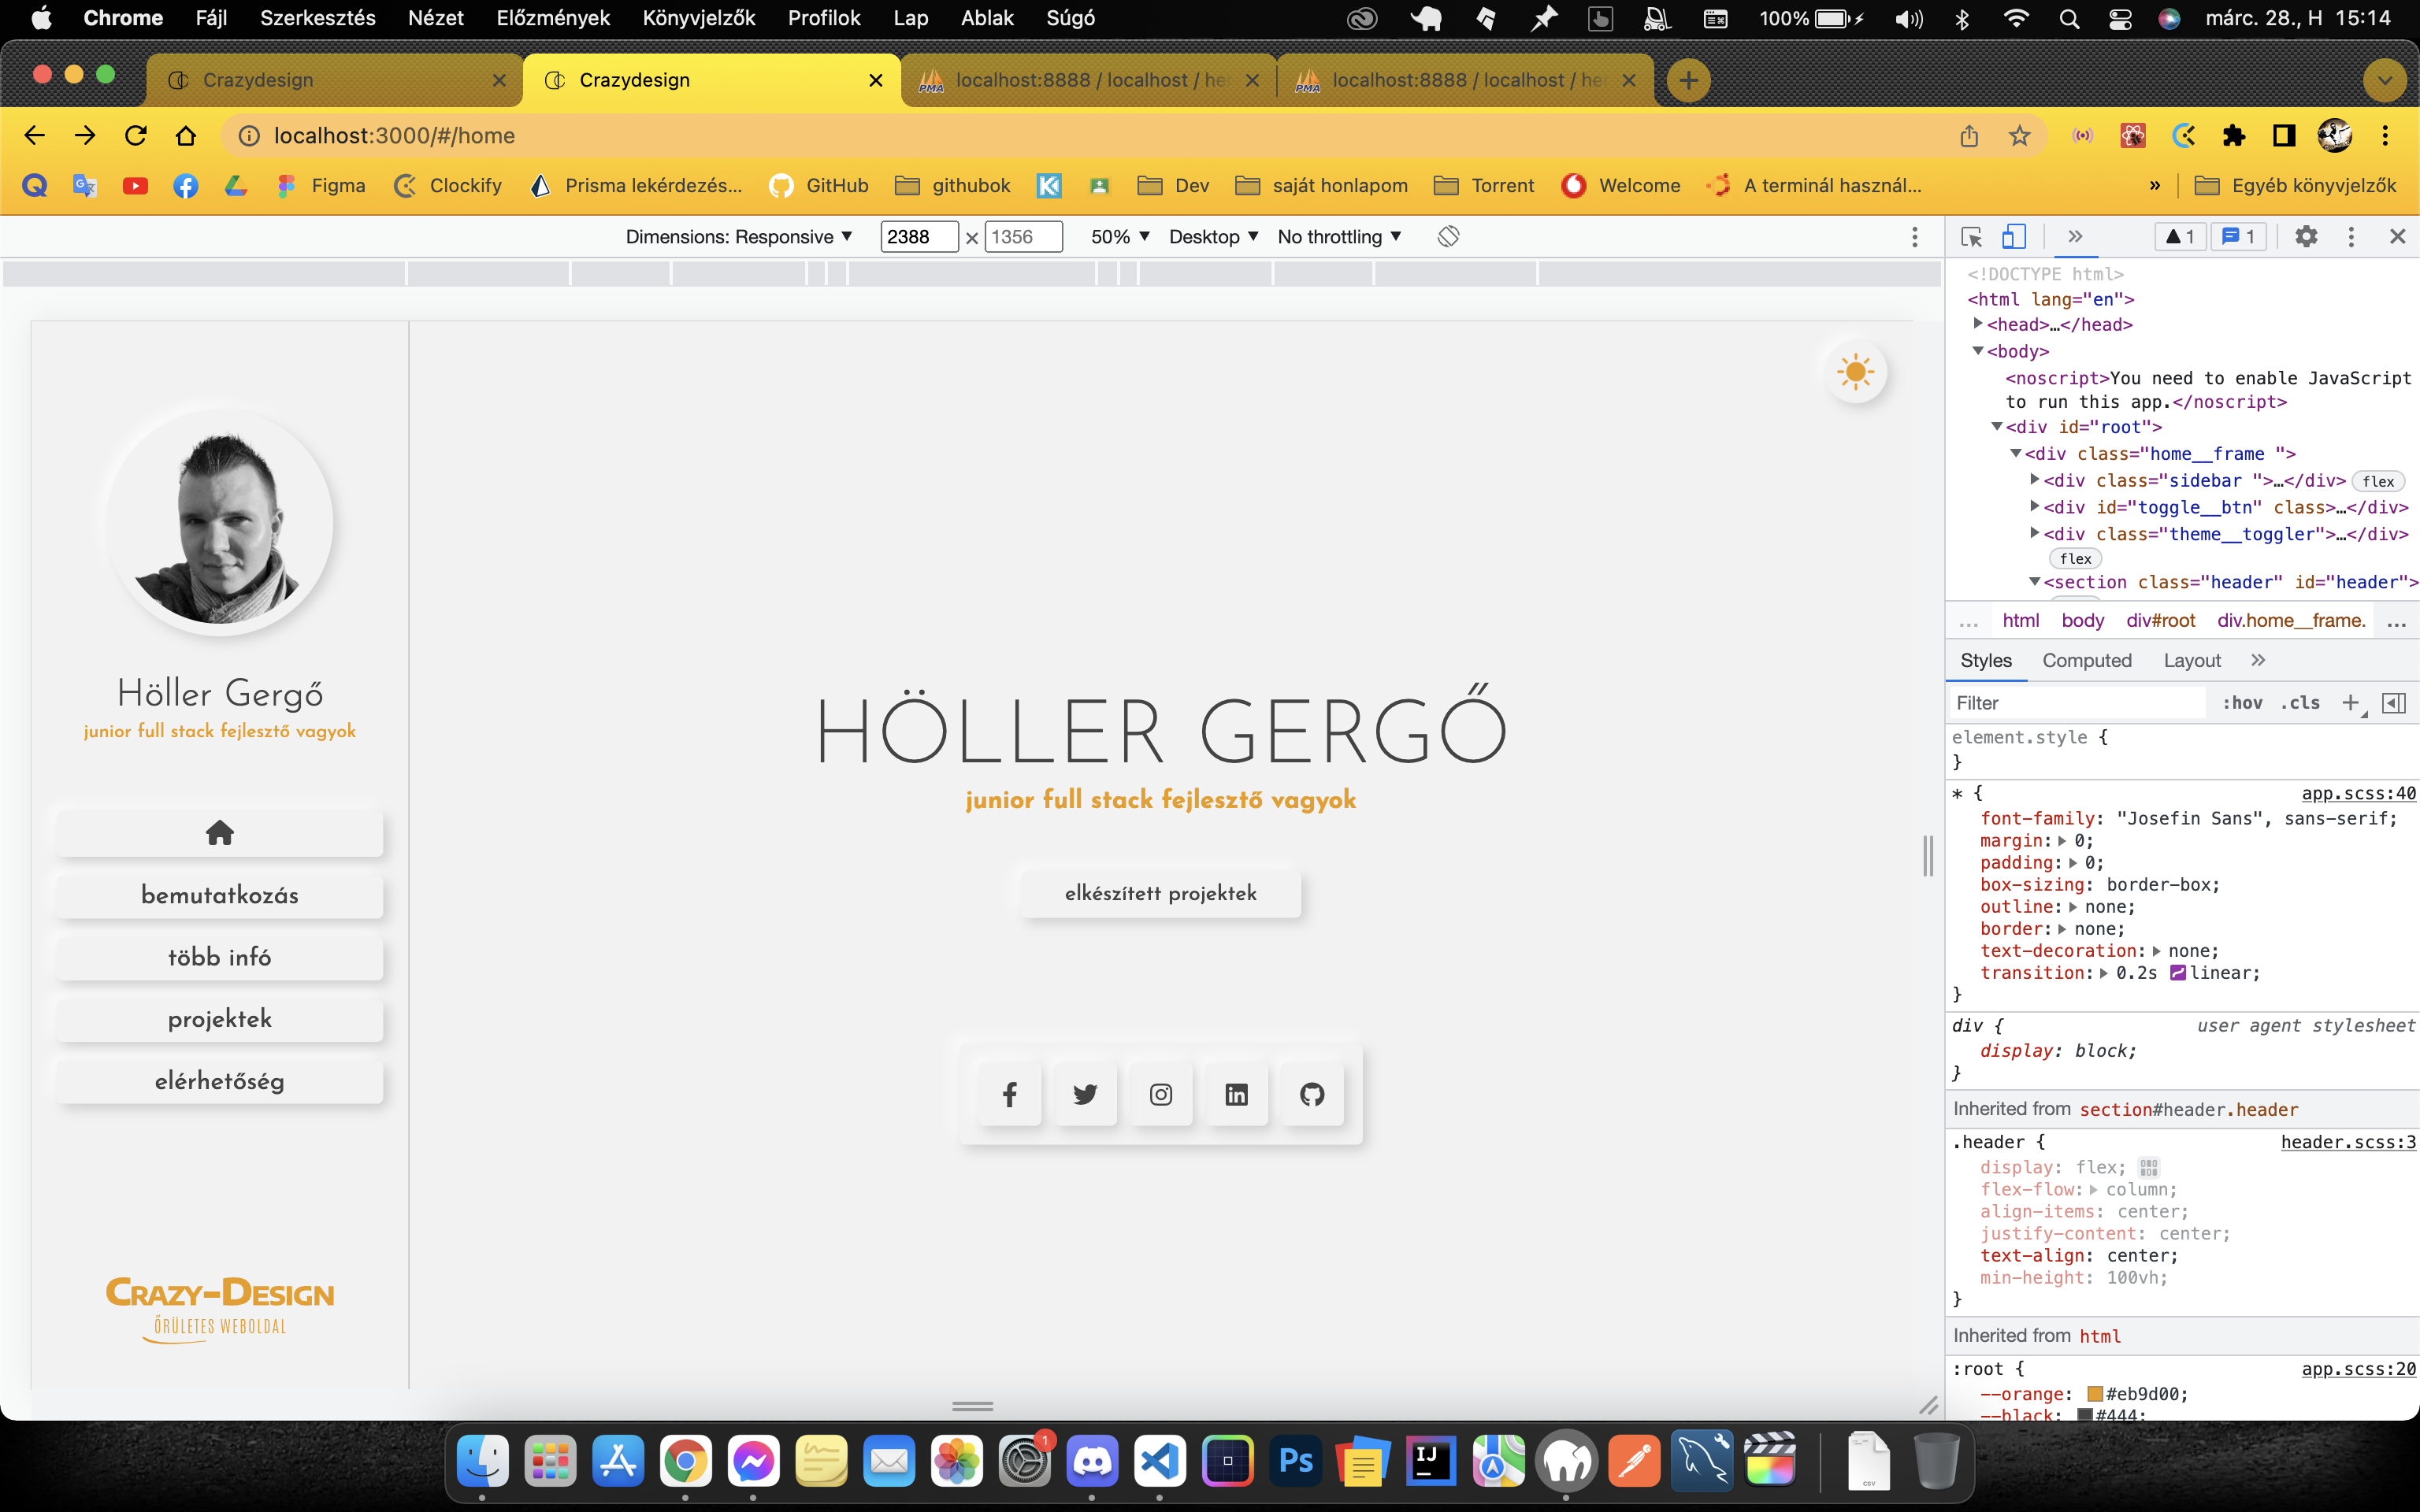 Chrome Fájl Szerkesztés Nézet Előzmények Könyvjelzők Profilok Lap Ablak Súgó 100% márc. 28., H 15:14
Crazydesign Crazydesign localhost:8888 / localhost / he localhost:8888 / localhost / he
localhost:3000/#/home
Figma Clockify Prisma lekérdezés... GitHub githubok Dev saját honlapom Torrent Welcome A terminál használ... » Egyéb könyvjelzők
Dimensions: Responsive ▼ 2388 × 1356 50% ▼ Desktop ▼ No throttling ▼
1 1
<!DOCTYPE html>
<html lang="en">
<head>…</head>
<body>
<noscript>You need to enable JavaScript
to run this app.</noscript>
<div id="root">
<div class="home__frame ">
<div class="sidebar ">…</div> flex
<div id="toggle__btn" class>…</div>
<div class="theme__toggler">…</div>
flex
<section class="header" id="header">
... html body div#root div.home__frame. ...
Styles Computed Layout »
Filter :hov .cls +
element.style {
}
* { app.scss:40
font-family: "Josefin Sans", sans-serif;
margin: 0;
padding: 0;
box-sizing: border-box;
outline: none;
border: none;
text-decoration: none;
transition: 0.2s linear;
}
div { user agent stylesheet
display: block;
}
Inherited from section#header.header
.header { header.scss:3
display: flex;
flex-flow: column;
align-items: center;
justify-content: center;
text-align: center;
min-height: 100vh;
}
Inherited from html
:root { app.scss:20
--orange: #eb9d00;
--black: #444;
Höller Gergő
junior full stack fejlesztő vagyok
bemutatkozás
több infó
projektek
elérhetőség
Crazy-Design
ŐRÜLETES WEBOLDAL
HÖLLER GERGŐ
junior full stack fejlesztő vagyok
elkészített projektek
1
Ps
IJ
CSV